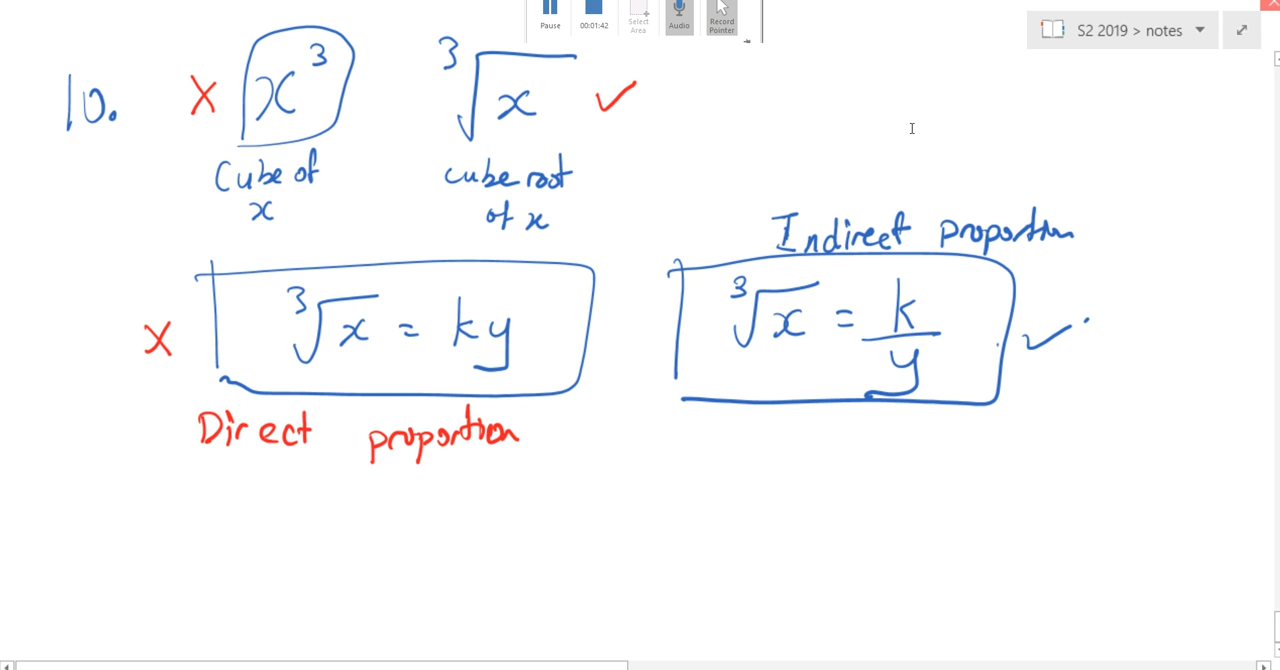 Pause
00:01:42
Select
Area
Audio
Record
Pointer
S2 2019 > notes
10. x x³ ∛x ✓
Cube of
x
cube root
of x
Indirect proportion
x ∛x = ky
∛x = k/y ✓
Direct proportion